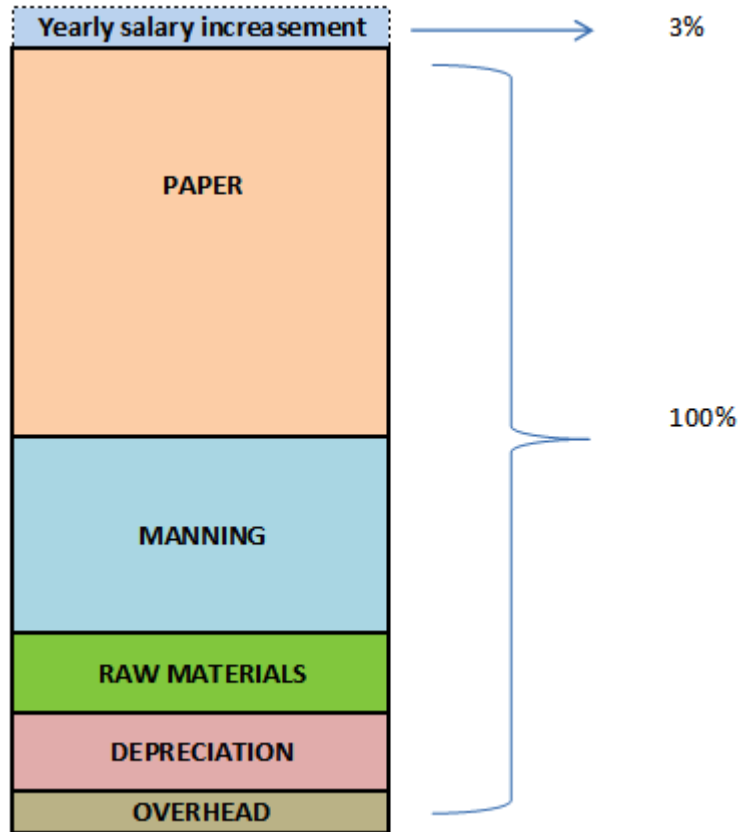 Yearly salary increasement
3%
PAPER
100%
MANNING
RAW MATERIALS
DEPRECIATION
OVERHEAD